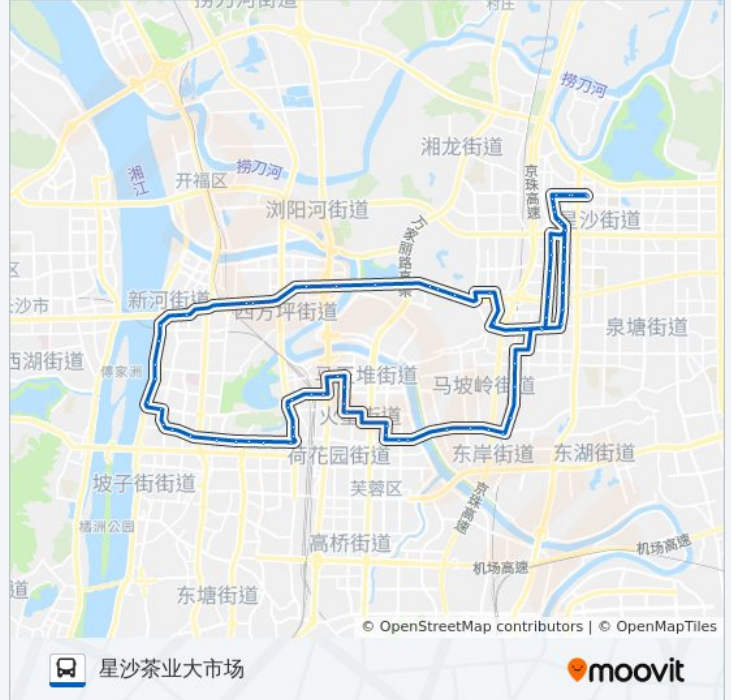 捞刀河街道
村庄
捞刀河
湘龙街道
湘江
捞刀河
开福区
京珠高速
浏阳河街道
星沙街道
万家丽路高架
新河街道
四方坪街道
长沙市
泉塘街道
西湖街道
傅家洲
马王堆街道
马坡岭街道
火星街道
荷花园街道
东岸街道
东湖街道
坡子街街道
芙蓉区
京珠高速
橘洲公园
高桥街道
机场高速
机场高速
东塘街道
© OpenStreetMap contributors | © OpenMapTiles
星沙茶业大市场
moovit